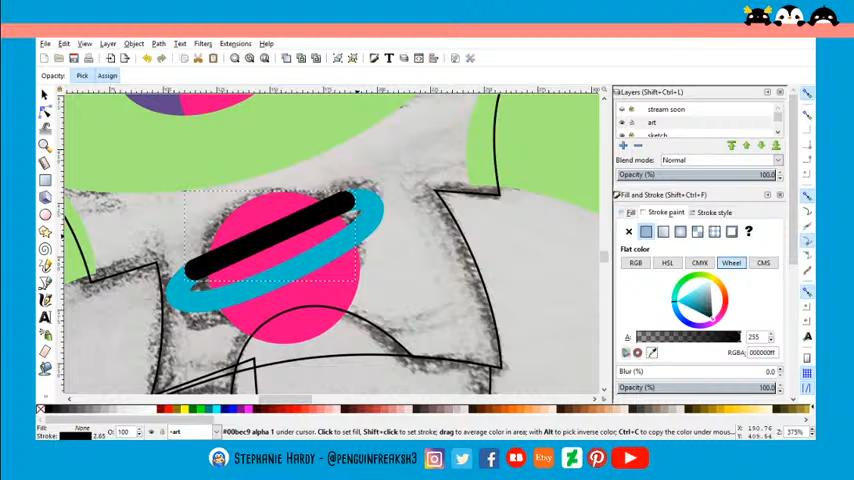 File Edit View Layer Object Path Text Filters Extensions Help
Opacity: Pick Assign
Layers (Shift+Ctrl+L)
stream soon
art
sketch
Blend mode: Normal
Opacity (%) 100.0
Fill and Stroke (Shift+Ctrl+F)
Fill Stroke paint Stroke style
Flat color
RGB HSL CMYK Wheel CMS
A: 255
RGBA: 000000ff
Blur (%) 0.0
Opacity (%) 100.0
Fill: None
Stroke: 2.65 O: 100 art #00bec9 alpha 1 under cursor. Click to set fill, Shift+click to set stroke; drag to average color in area; with Alt to pick inverse color; Ctrl+C to copy the color under mous...
X: 190.76
Y: 409.54
375%
Stephanie Hardy - @penguinfreaksh3
Etsy